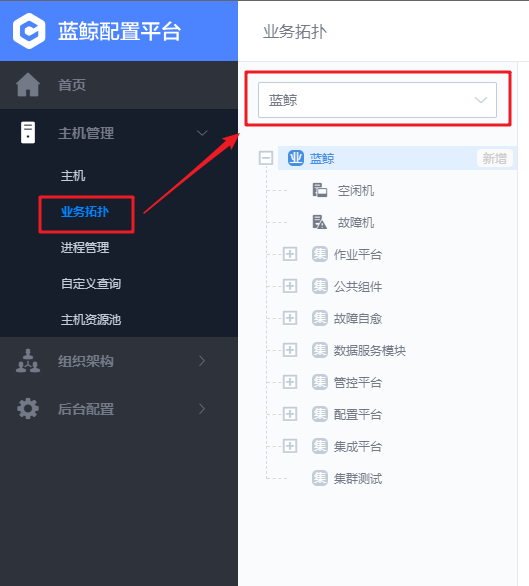 蓝鲸配置平台
首页
主机管理
主机
业务拓扑
进程管理
自定义查询
主机资源池
组织架构
后台配置
业务拓扑
蓝鲸
业 蓝鲸 新增
空闲机
故障机
集 作业平台
集 公共组件
集 故障自愈
集 数据服务模块
集 管控平台
集 配置平台
集 集成平台
集 集群测试